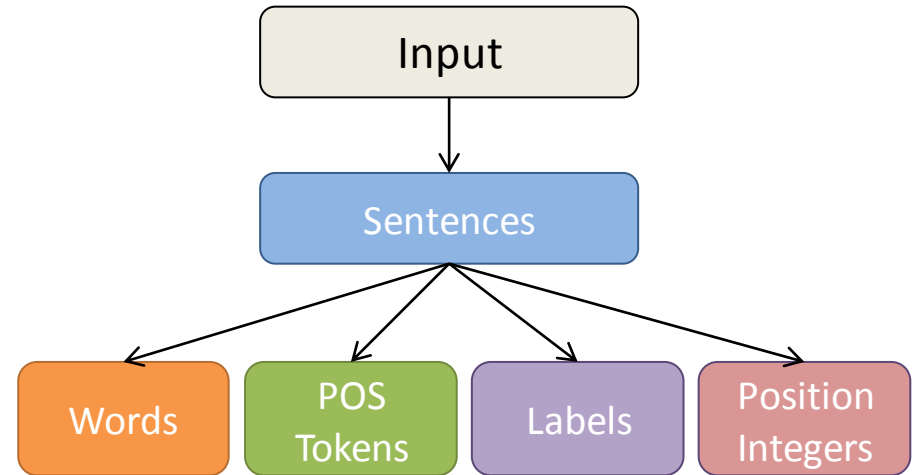 Input
Sentences
Words
POS
Tokens
Labels
Position
Integers